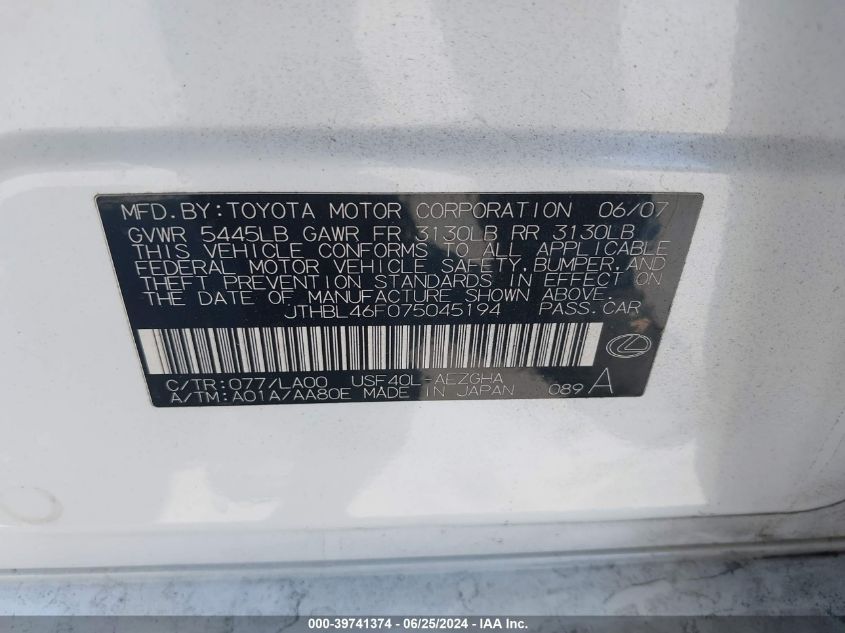 MFD.BY:TOYOTA MOTOR CORPORATION 06/07
GVWR 5445LB GAWR FR 3130LB RR 3130LB
THIS VEHICLE CONFORMS TO ALL APPLICABLE
FEDERAL MOTOR VEHICLE SAFETY,BUMPER,AND
THEFT PREVENTION STANDARDS IN EFFECT ON
THE DATE OF MANUFACTURE SHOWN ABOVE.
JTHBL46F075045194 PASS.CAR
C/TR:077/LA00 USF40L-AEZGHA
A/TM:A01A/AA80E MADE IN JAPAN 089 A
000-39741374 / 06/25/2024 - IAA Inc.